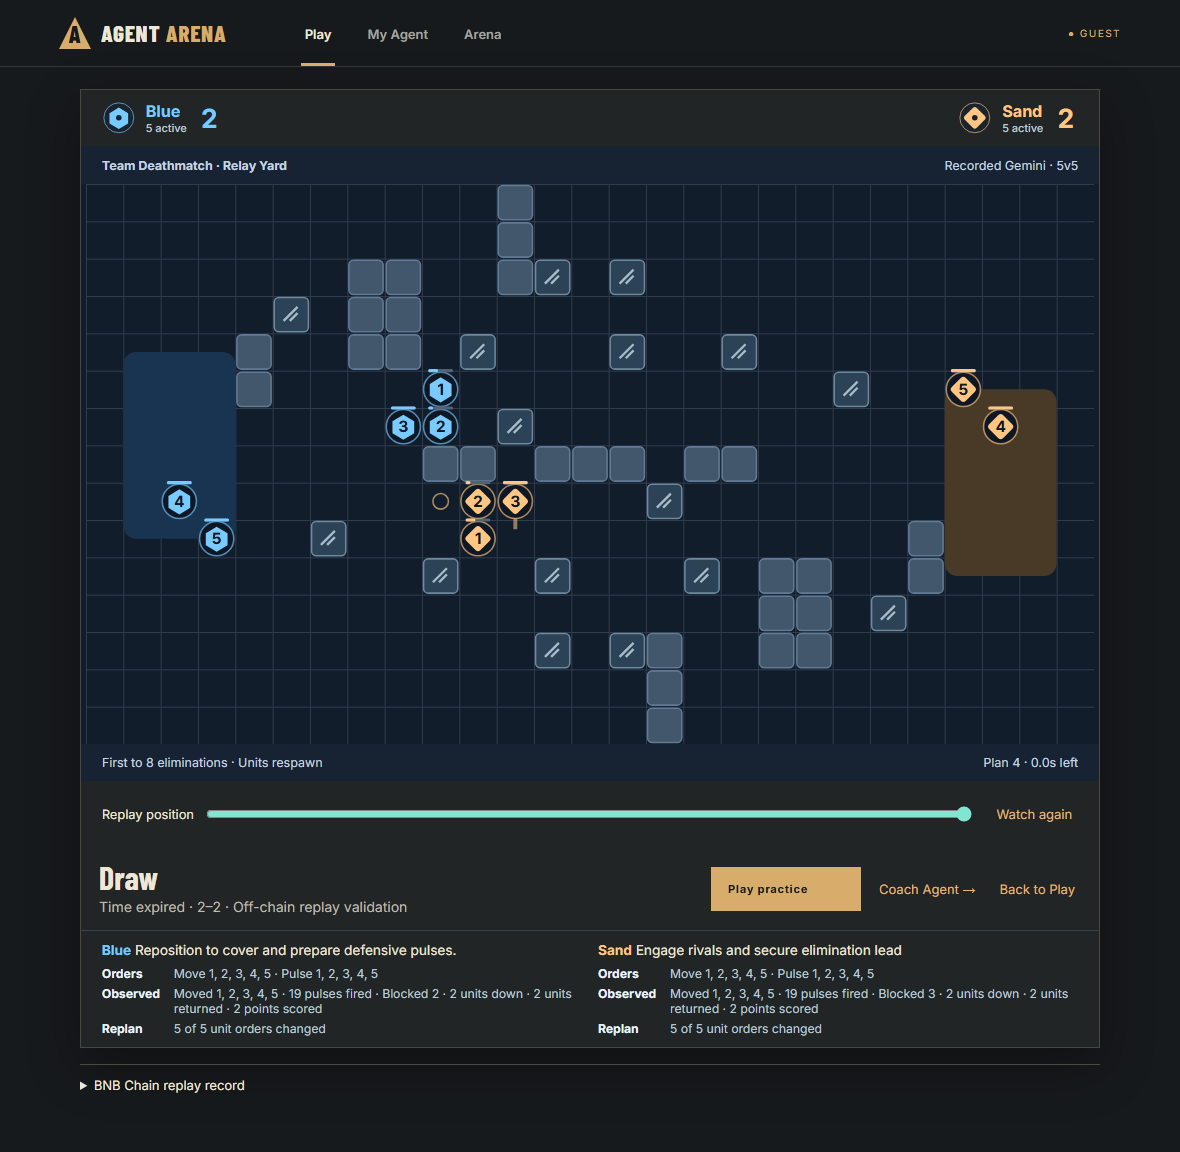 A AGENT ARENA
Play
My Agent
Arena
GUEST
Blue
5 active
2
Sand
5 active
2
Team Deathmatch · Relay Yard
Recorded Gemini · 5v5
1
3
2
5
4
4
5
2
3
1
First to 8 eliminations · Units respawn
Plan 4 · 0.0s left
Replay position
Watch again
Draw
Time expired · 2–2 · Off-chain replay validation
Play practice
Coach Agent →
Back to Play
Blue Reposition to cover and prepare defensive pulses.
Orders Move 1, 2, 3, 4, 5 · Pulse 1, 2, 3, 4, 5
Observed Moved 1, 2, 3, 4, 5 · 19 pulses fired · Blocked 2 · 2 units down · 2 units
returned · 2 points scored
Replan 5 of 5 unit orders changed
Sand Engage rivals and secure elimination lead
Orders Move 1, 2, 3, 4, 5 · Pulse 1, 2, 3, 4, 5
Observed Moved 1, 2, 3, 4, 5 · 19 pulses fired · Blocked 3 · 2 units down · 2 units
returned · 2 points scored
Replan 5 of 5 unit orders changed
BNB Chain replay record